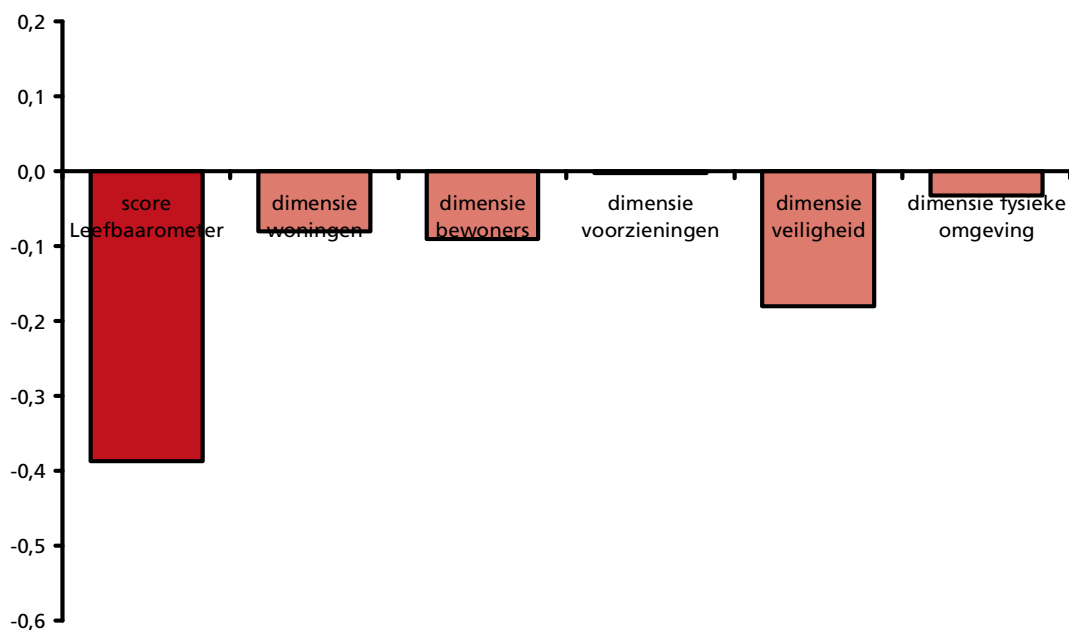 0,2
0,1
0,0
-0,1
-0,2
-0,3
-0,4
-0,5
-0,6
score
Leefbaarometer
dimensie
woningen
dimensie
bewoners
dimensie
voorzieningen
dimensie
veiligheid
dimensie fysieke
omgeving